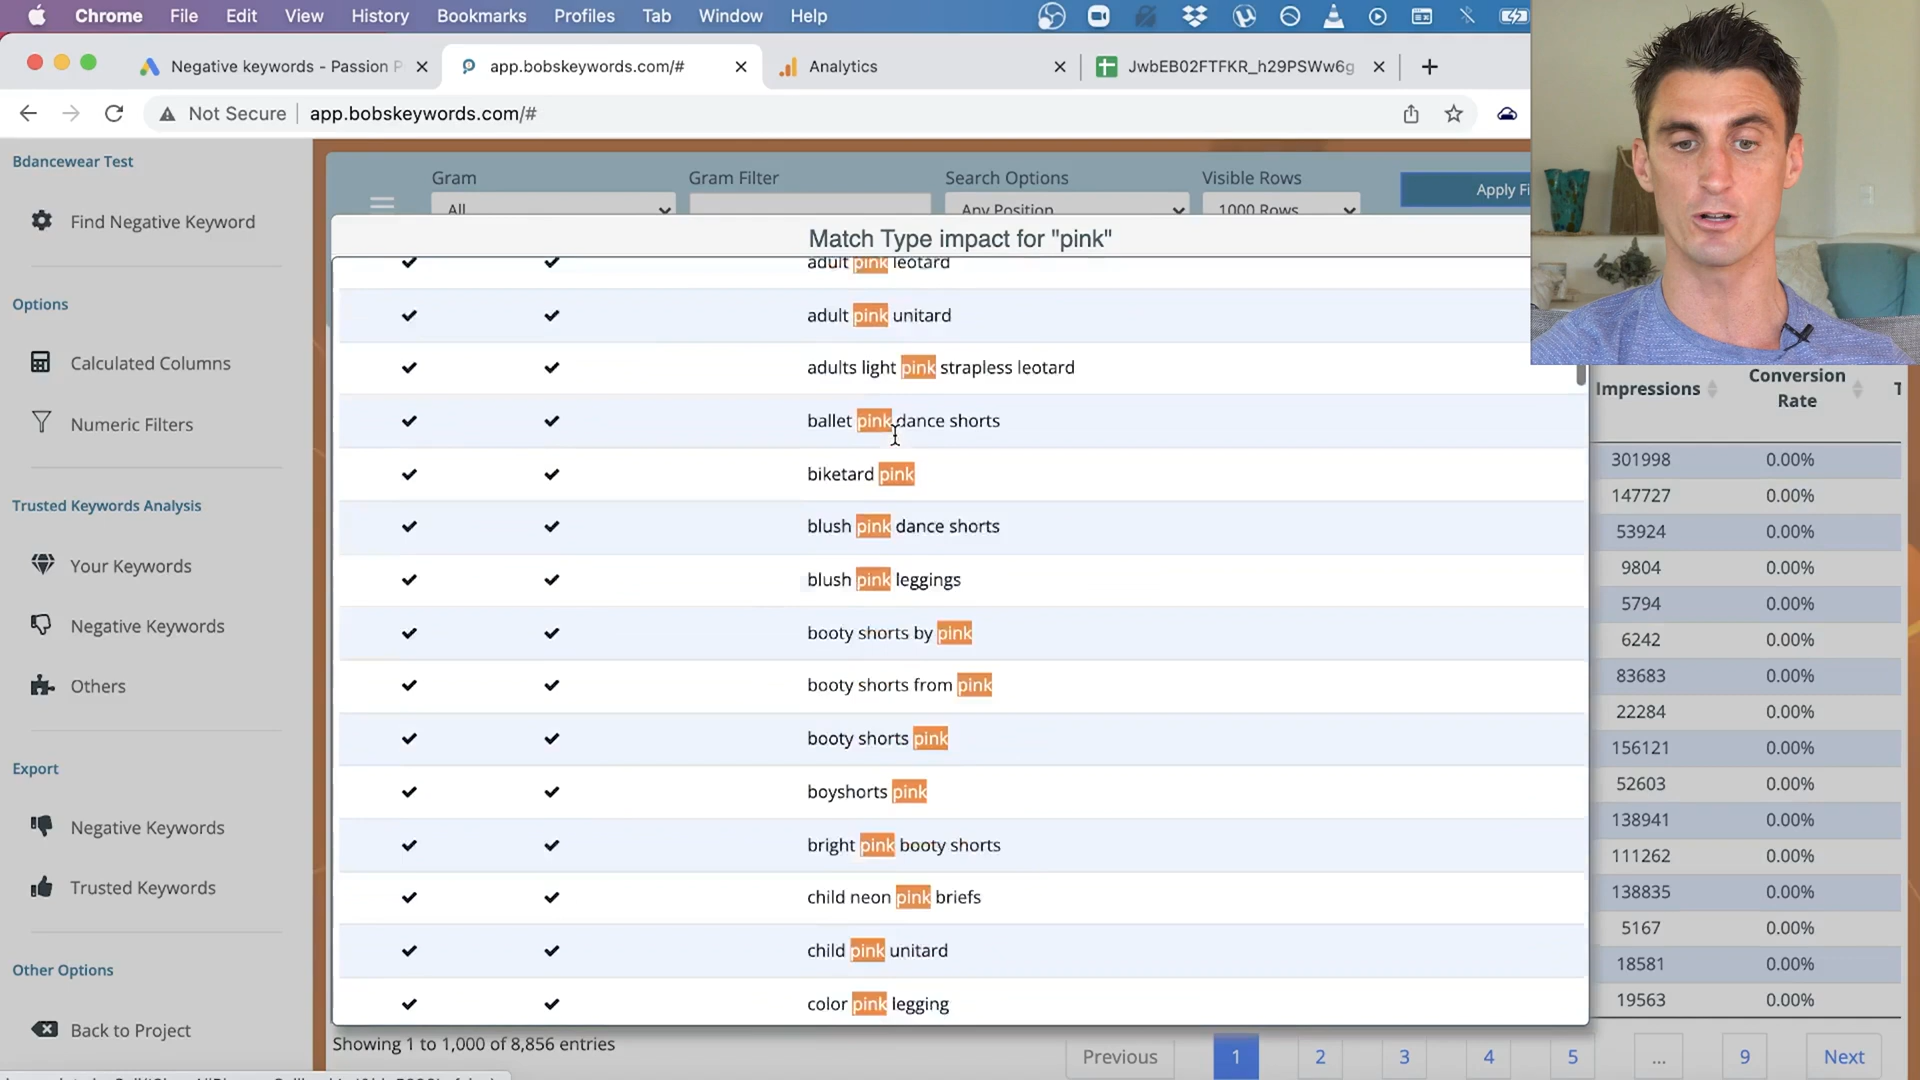 Chrome File Edit View History Bookmarks Profiles Tab Window Help
Negative keywords - Passion P
app.bobskeywords.com/#
Analytics
JwbEB02FTFKR_h29PSWw6g
Not Secure app.bobskeywords.com/#
Bdancewear Test
Find Negative Keyword
Options
Calculated Columns
Numeric Filters
Trusted Keywords Analysis
Your Keywords
Negative Keywords
Others
Export
Negative Keywords
Trusted Keywords
Other Options
Back to Project
Gram
All
Gram Filter
Search Options
Any Position
Visible Rows
1000 Rows
Apply Fi
Match Type impact for "pink"
adult pink leotard
adult pink unitard
adults light pink strapless leotard
ballet pink dance shorts
biketard pink
blush pink dance shorts
blush pink leggings
booty shorts by pink
booty shorts from pink
booty shorts pink
boyshorts pink
bright pink booty shorts
child neon pink briefs
child pink unitard
color pink legging
Impressions Conversion Rate T
301998 0.00%
147727 0.00%
53924 0.00%
9804 0.00%
5794 0.00%
6242 0.00%
83683 0.00%
22284 0.00%
156121 0.00%
52603 0.00%
138941 0.00%
111262 0.00%
138835 0.00%
5167 0.00%
18581 0.00%
19563 0.00%
Showing 1 to 1,000 of 8,856 entries
Previous 1 2 3 4 5 ... 9 Next